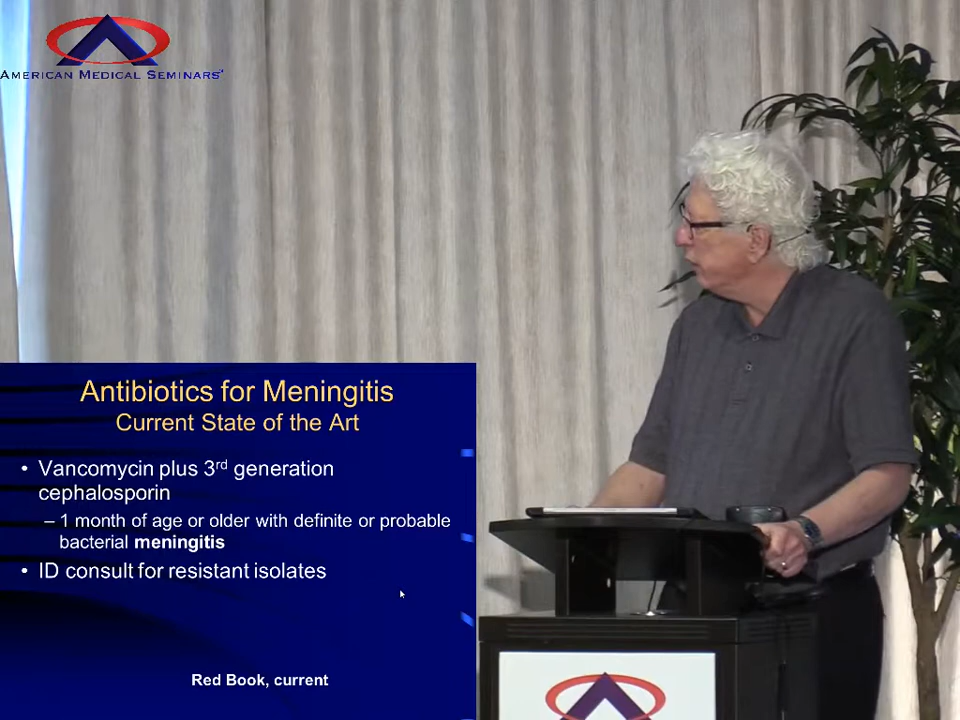 AMERICAN MEDICAL SEMINARS
Antibiotics for Meningitis
Current State of the Art
• Vancomycin plus 3rd generation
cephalosporin
– 1 month of age or older with definite or probable
bacterial meningitis
• ID consult for resistant isolates
Red Book, current